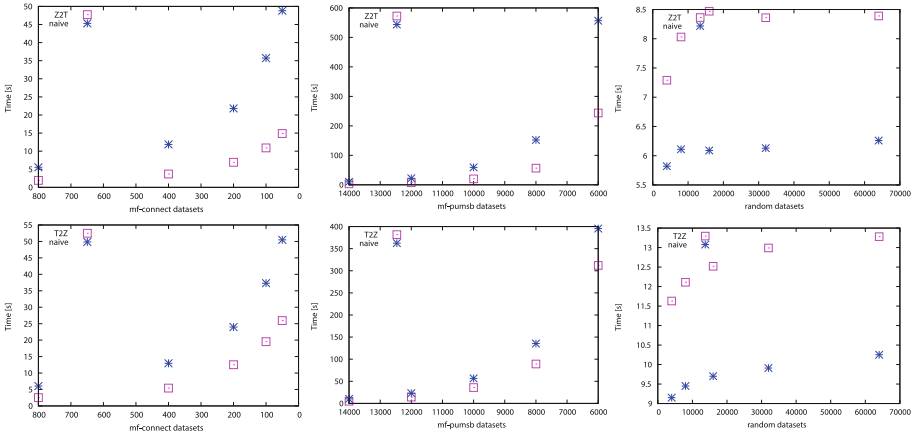 50
45
40
35
30
25
20
15
10
5
0
Time [s]
Z2T
naive
800 700 600 500 400 300 200 100 0
mf-connect datasets
600
500
400
300
200
100
0
Time [s]
Z2T
naive
14000 13000 12000 11000 10000 9000 8000 7000 6000
mf-pumsb datasets
8.5
8
7.5
7
6.5
6
5.5
Time [s]
Z2T
naive
0 10000 20000 30000 40000 50000 60000 70000
random datasets
55
50
45
40
35
30
25
20
15
10
5
0
Time [s]
T2Z
naive
800 700 600 500 400 300 200 100 0
mf-connect datasets
400
350
300
250
200
150
100
50
0
Time [s]
T2Z
naive
14000 13000 12000 11000 10000 9000 8000 7000 6000
mf-pumsb datasets
13.5
13
12.5
12
11.5
11
10.5
10
9.5
9
Time [s]
T2Z
naive
0 10000 20000 30000 40000 50000 60000 70000
random datasets